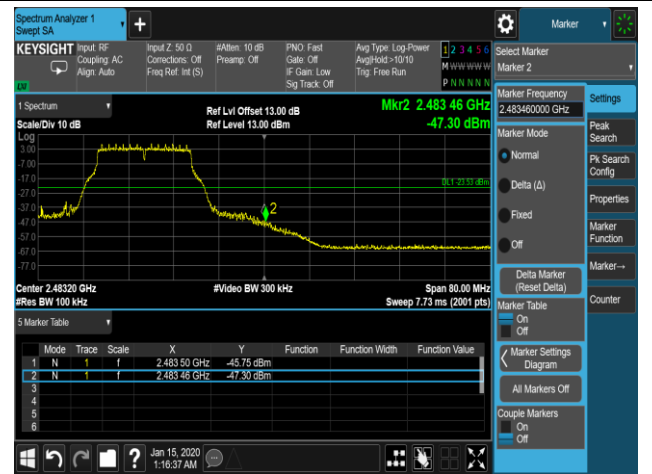 Spectrum Analyzer 1
Swept SA
+
Marker
KEYSIGHT
Input: RF
Coupling: AC
Align: Auto
Input Z: 50 Ω
Corrections: Off
Freq Ref: Int (S)
#Atten: 10 dB
Preamp: Off
PNO: Fast
Gate: Off
IF Gain: Low
Sig Track: Off
Avg Type: Log-Power
Avg|Hold:>10/10
Trig: Free Run
1 2 3 4 5 6
M W W W W W
P N N N N N
Select Marker
Marker 2
1 Spectrum
Scale/Div 10 dB
Log
Ref Lvl Offset 13.00 dB
Ref Level 13.00 dBm
Mkr2 2.483 46 GHz
-47.30 dBm
3.00
-7.00
-17.0
-27.0
-37.0
-47.0
-57.0
-67.0
-77.0
DL1 -23.53 dBm
2
Center 2.48320 GHz
#Res BW 100 kHz
#Video BW 300 kHz
Span 80.00 MHz
Sweep 7.73 ms (2001 pts)
5 Marker Table
Mode Trace Scale X Y Function Function Width Function Value
1 N 1 f 2.483 50 GHz -45.75 dBm
2 N 1 f 2.483 46 GHz -47.30 dBm
3
4
5
6
Marker Frequency
2.483460000 GHz
Marker Mode
Normal
Delta (Δ)
Fixed
Off
Delta Marker
(Reset Delta)
Marker Table
On
Off
Marker Settings
Diagram
All Markers Off
Couple Markers
On
Off
Settings
Peak
Search
Pk Search
Config
Properties
Marker
Function
Marker→
Counter
?
Jan 15, 2020
1:16:37 AM